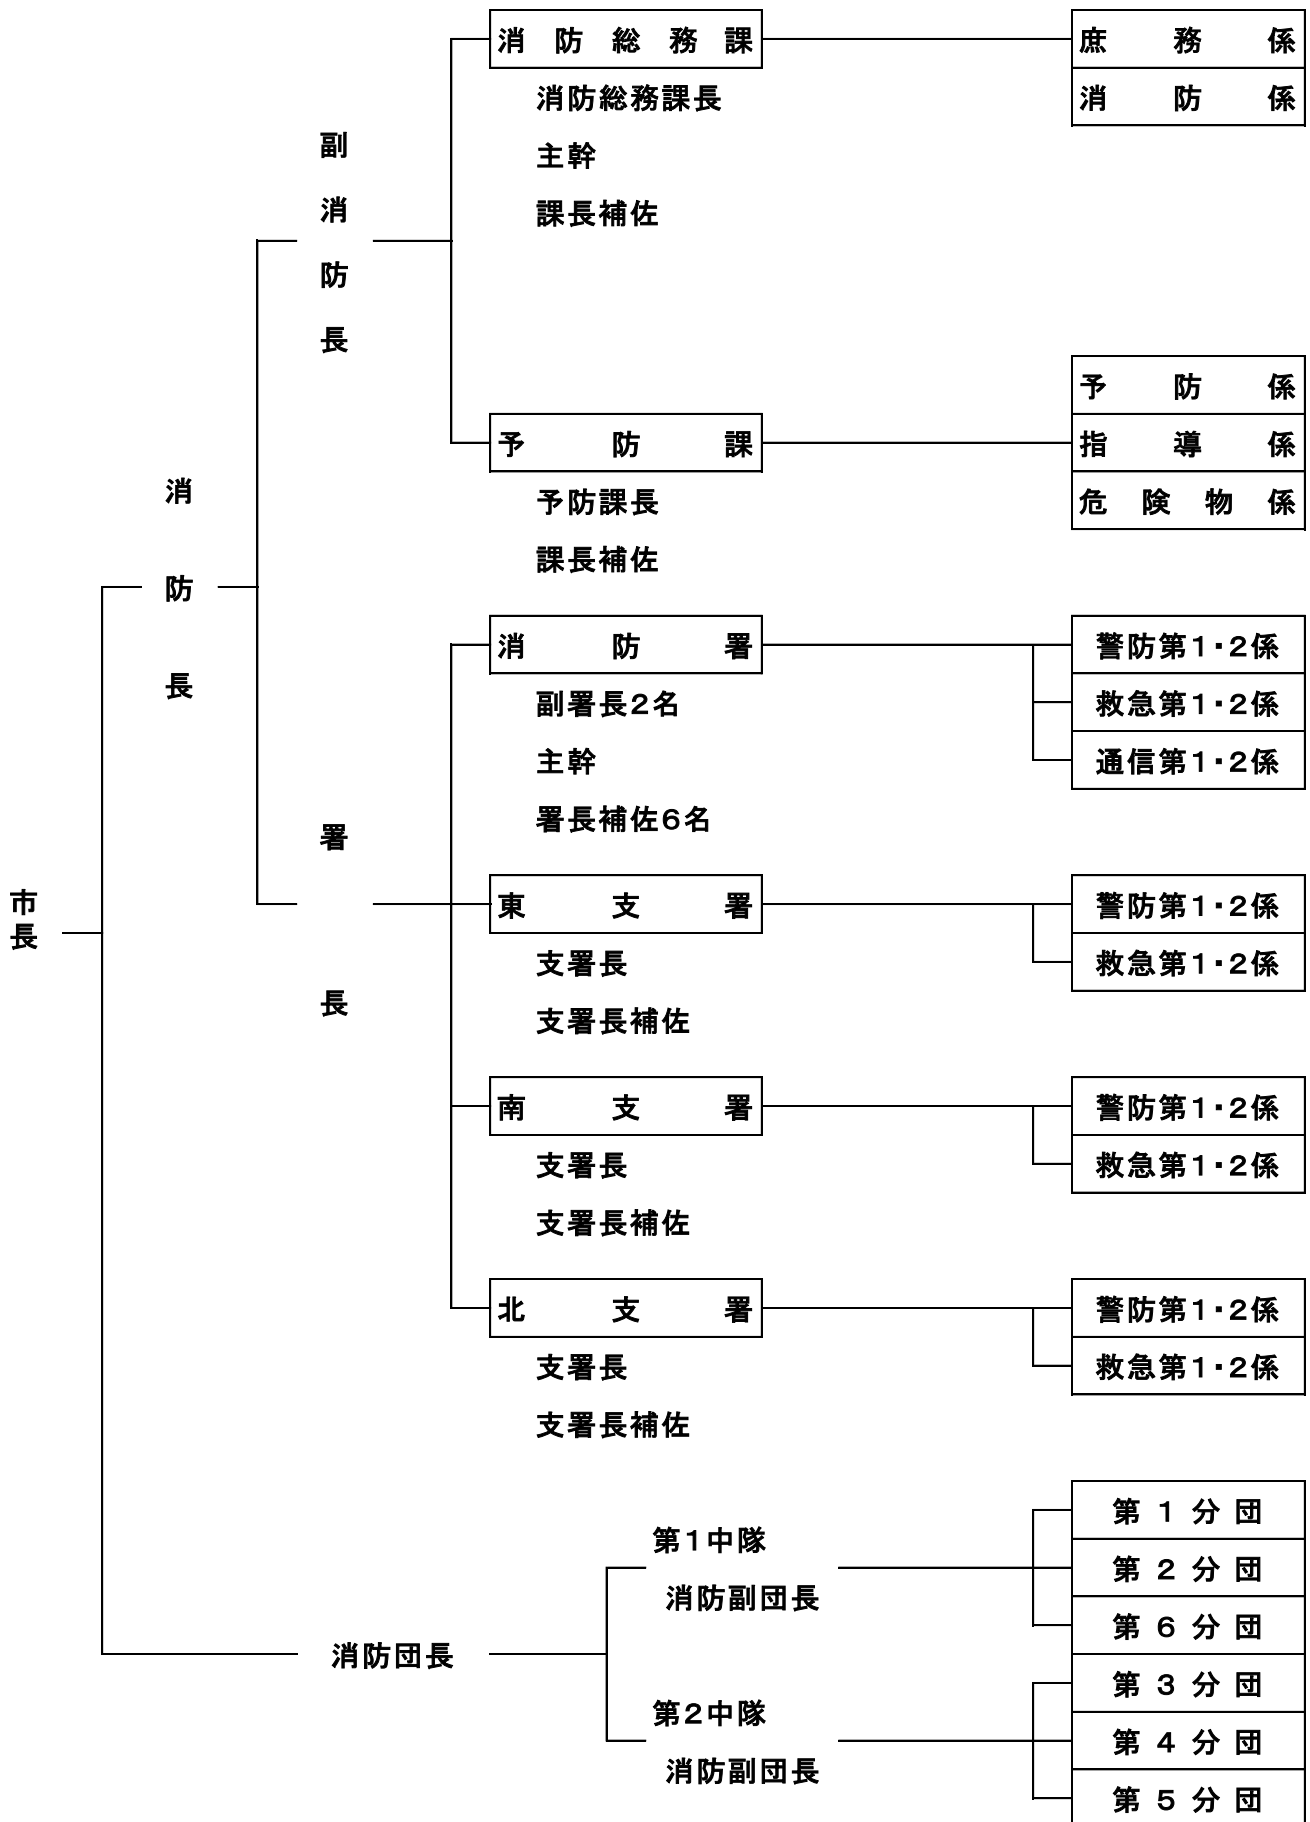 市長
消防長
副消防長
消防総務課
消防総務課長
主幹
課長補佐
庶務係
消防係
予防課
予防課長
課長補佐
予防係
指導係
危険物係
署長
消防署
副署長2名
主幹
署長補佐6名
警防第1・2係
救急第1・2係
通信第1・2係
東支署
支署長
支署長補佐
警防第1・2係
救急第1・2係
南支署
支署長
支署長補佐
警防第1・2係
救急第1・2係
北支署
支署長
支署長補佐
警防第1・2係
救急第1・2係
消防団長
第1中隊
消防副団長
第1分団
第2分団
第6分団
第2中隊
消防副団長
第3分団
第4分団
第5分団